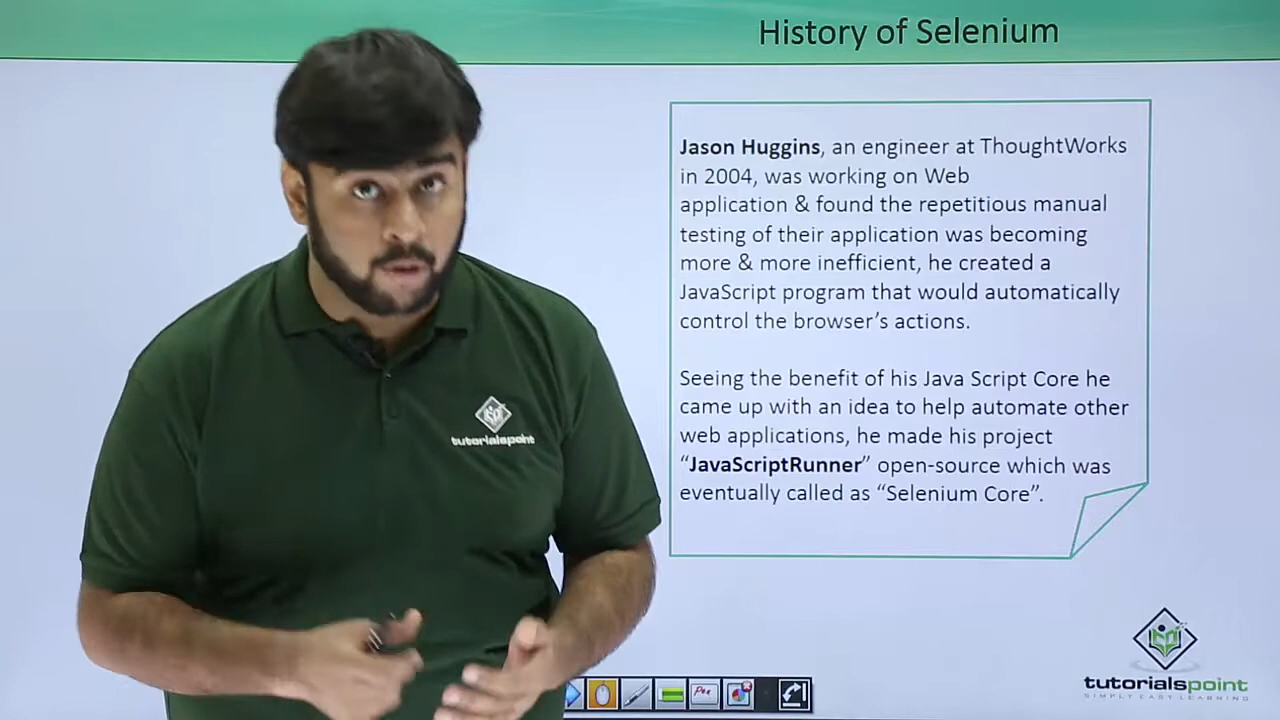 History of Selenium
Jason Huggins, an engineer at ThoughtWorks
in 2004, was working on Web
application & found the repetitious manual
testing of their application was becoming
more & more inefficient, he created a
JavaScript program that would automatically
control the browser's actions.
Seeing the benefit of his Java Script Core he
came up with an idea to help automate other
web applications, he made his project
“JavaScriptRunner” open-source which was
eventually called as “Selenium Core”.
tutorialspoint
tutorialspoint
SIMPLY EASY LEARNING
Pen